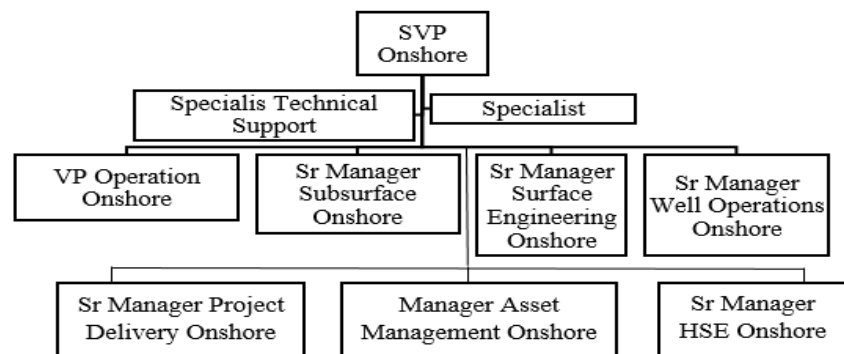 SVP
Onshore
Specialis Technical
Support
Specialist
VP Operation
Onshore
Sr Manager
Subsurface
Onshore
Sr Manager
Surface
Engineering
Onshore
Sr Manager
Well Operations
Onshore
Sr Manager Project
Delivery Onshore
Manager Asset
Management Onshore
Sr Manager
HSE Onshore